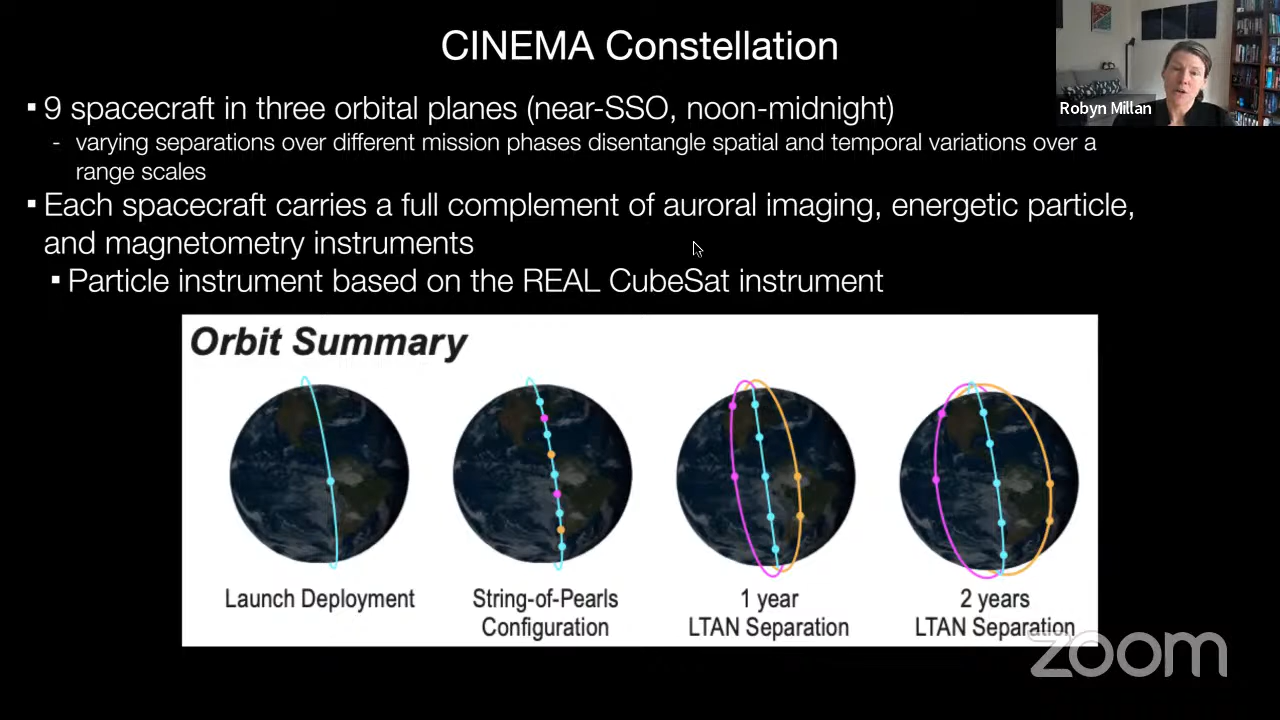 CINEMA Constellation
Robyn Millan
▪ 9 spacecraft in three orbital planes (near-SSO, noon-midnight)
- varying separations over different mission phases disentangle spatial and temporal variations over a
range scales
▪ Each spacecraft carries a full complement of auroral imaging, energetic particle,
and magnetometry instruments
▪ Particle instrument based on the REAL CubeSat instrument
Orbit Summary
Launch Deployment
String-of-Pearls
Configuration
1 year
LTAN Separation
2 years
LTAN Separation
zoom